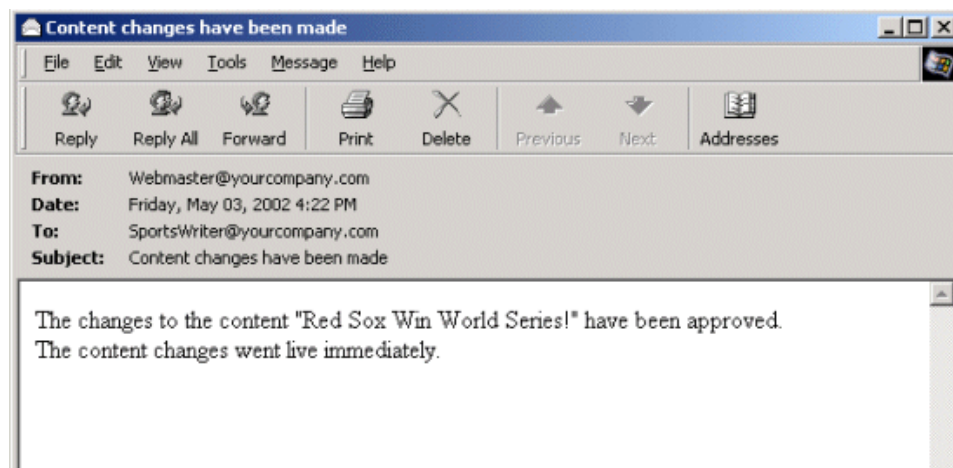 Content changes have been made
File Edit View Tools Message Help
Reply Reply All Forward Print Delete Previous Next Addresses
From: Webmaster@yourcompany.com
Date: Friday, May 03, 2002 4:22 PM
To: SportsWriter@yourcompany.com
Subject: Content changes have been made
The changes to the content "Red Sox Win World Series!" have been approved.
The content changes went live immediately.